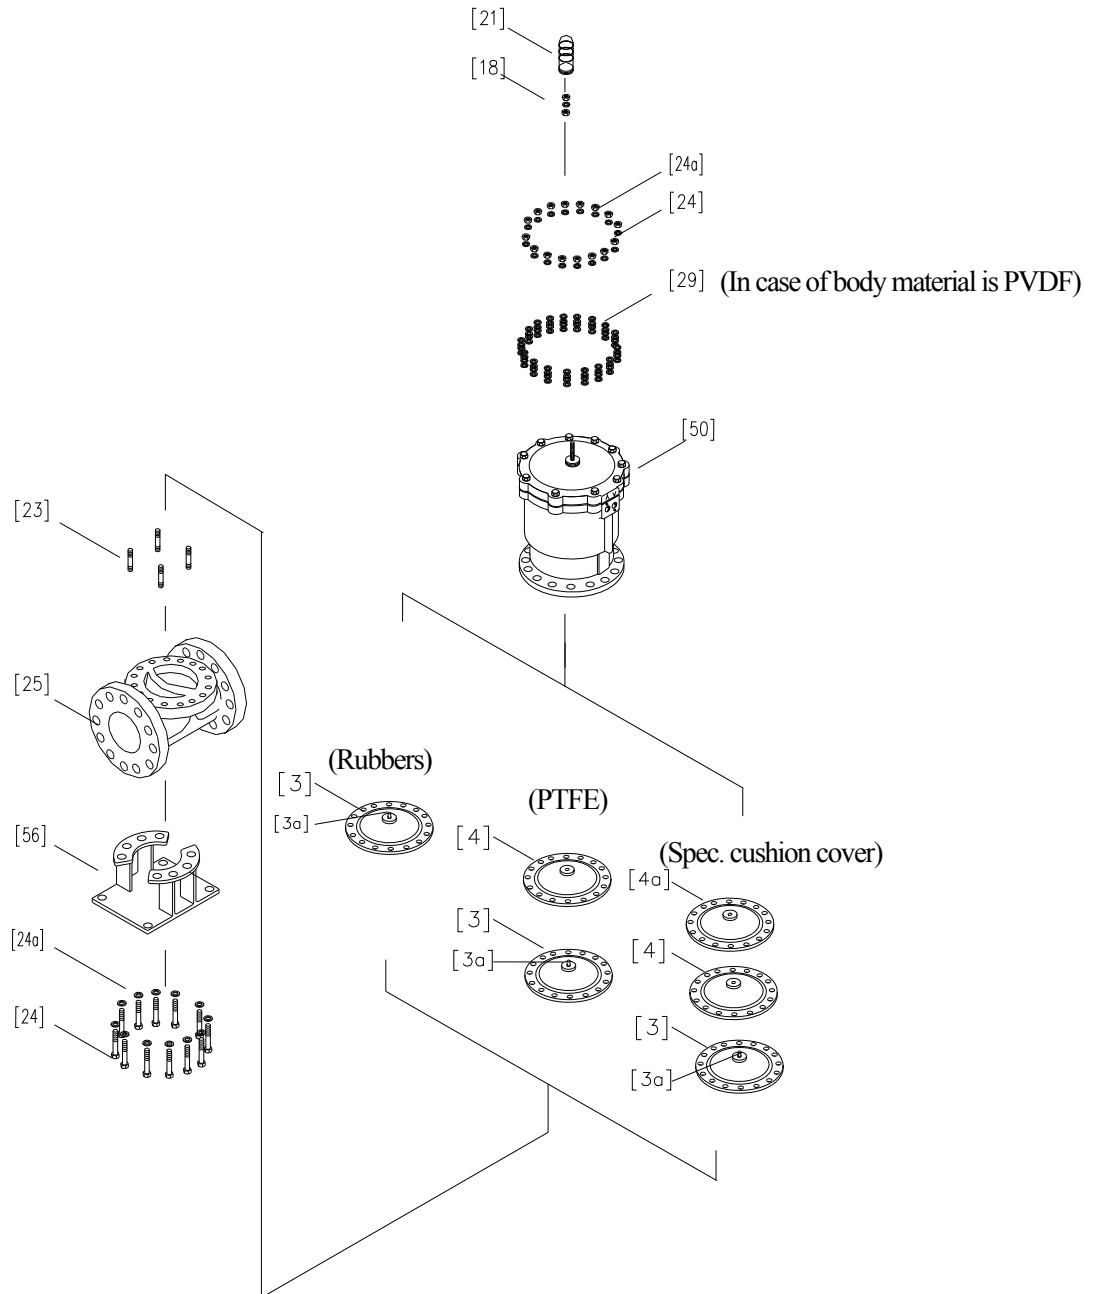 [21]
[18]
[24a]
[24]
[29] (In case of body material is PVDF)
[50]
[23]
[25]
(Rubbers)
[3]
[3a]
(PTFE)
[4]
[56]
(Spec. cushion cover)
[4a]
[3]
[3a]
[4]
[24a]
[24]
[3]
[3a]